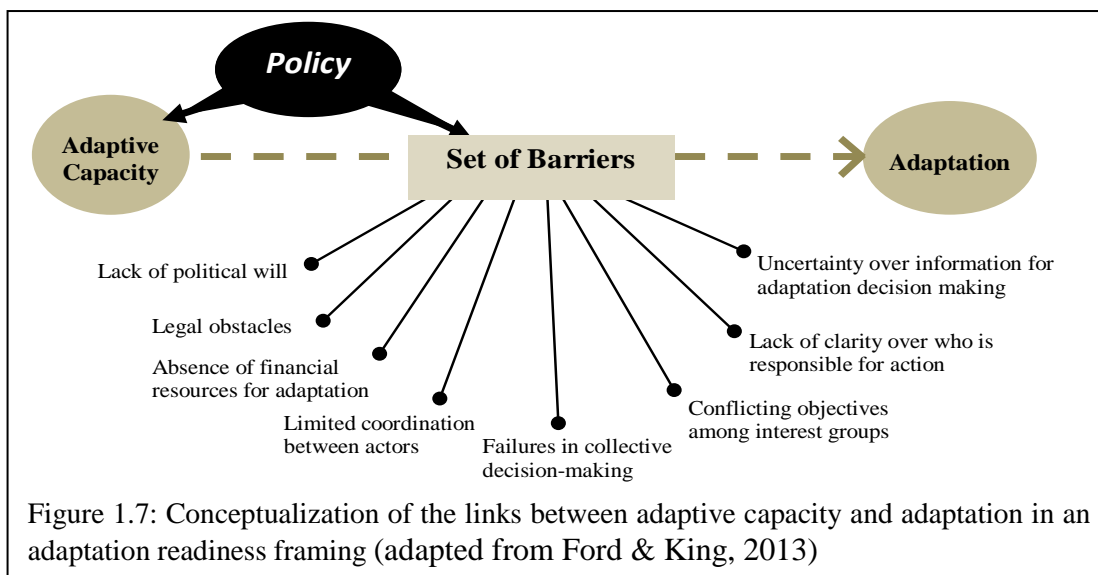 Policy
Adaptive
Capacity
Set of Barriers
Adaptation
Lack of political will
Legal obstacles
Absence of financial
resources for adaptation
Limited coordination
between actors
Failures in collective
decision-making
Conflicting objectives
among interest groups
Lack of clarity over who is
responsible for action
Uncertainty over information for
adaptation decision making
Figure 1.7: Conceptualization of the links between adaptive capacity and adaptation in an
adaptation readiness framing (adapted from Ford & King, 2013)